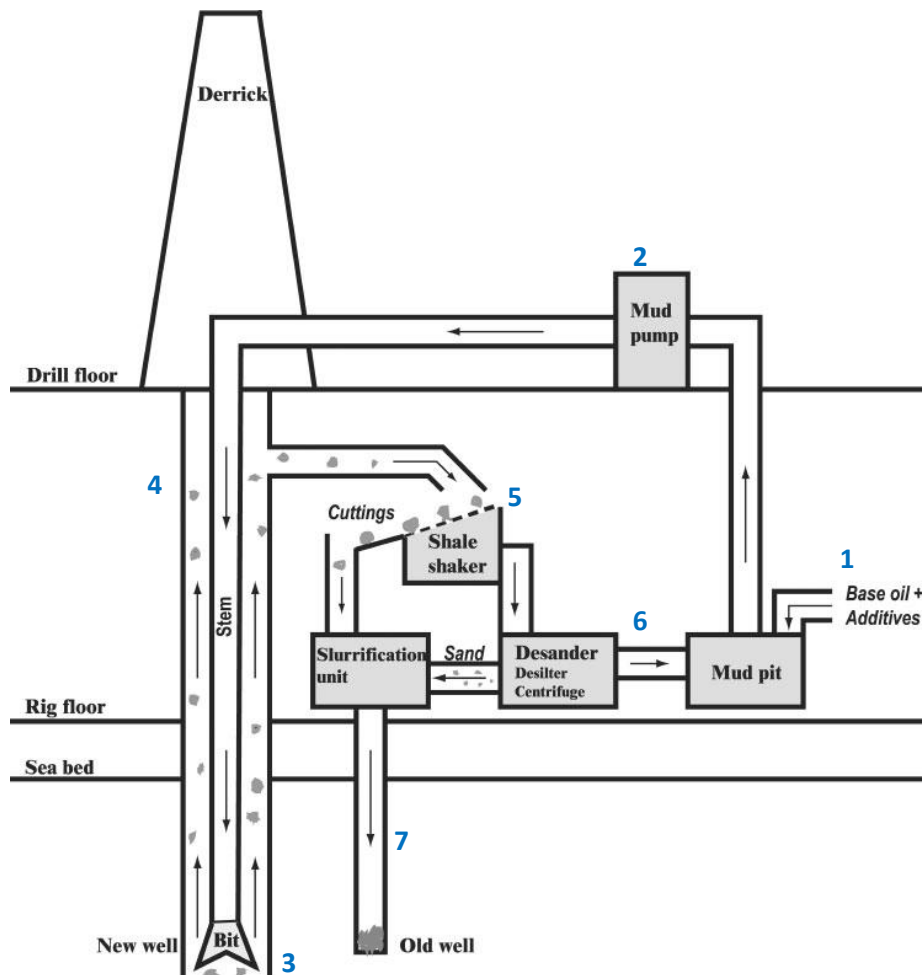 Derrick
2
Mud
pump
Drill floor
4
5
Cuttings
Shale
shaker
1
Base oil +
Additives
Stem
6
Slurrification
unit
Sand
Desander
Desilter
Centrifuge
Mud pit
Rig floor
Sea bed
7
New well
Bit
3
Old well